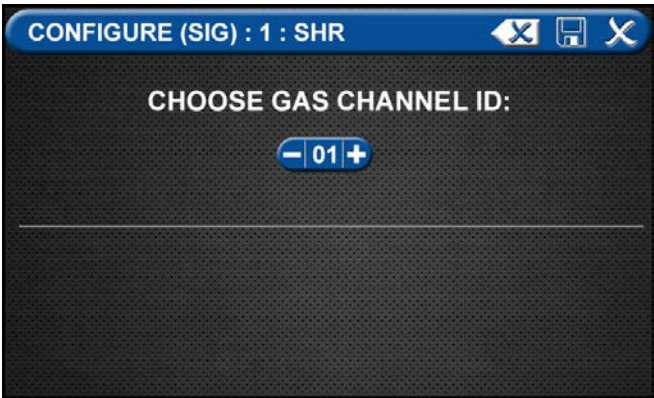 CONFIGURE (SIG) : 1 : SHR
CHOOSE GAS CHANNEL ID:
– 01 +